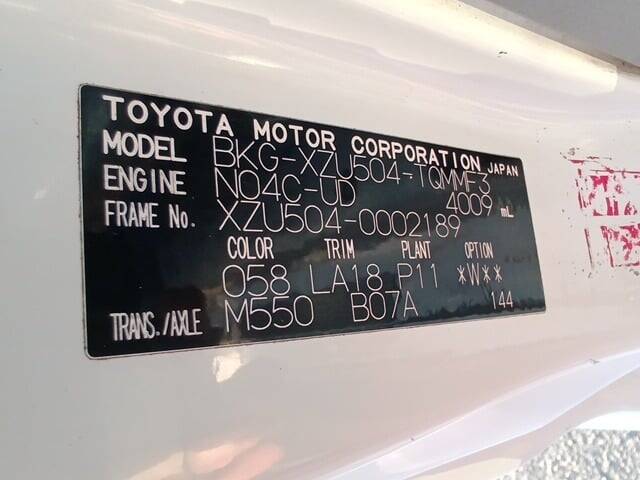 TOYOTA MOTOR CORPORATION JAPAN
MODEL BKG-XZU504-TQMMF3
ENGINE N04C-UD 4009 mL
FRAME No. XZU504-0002189
COLOR TRIM PLANT OPTION
058 LA18 P11 *W**
TRANS./AXLE M550 B07A 144